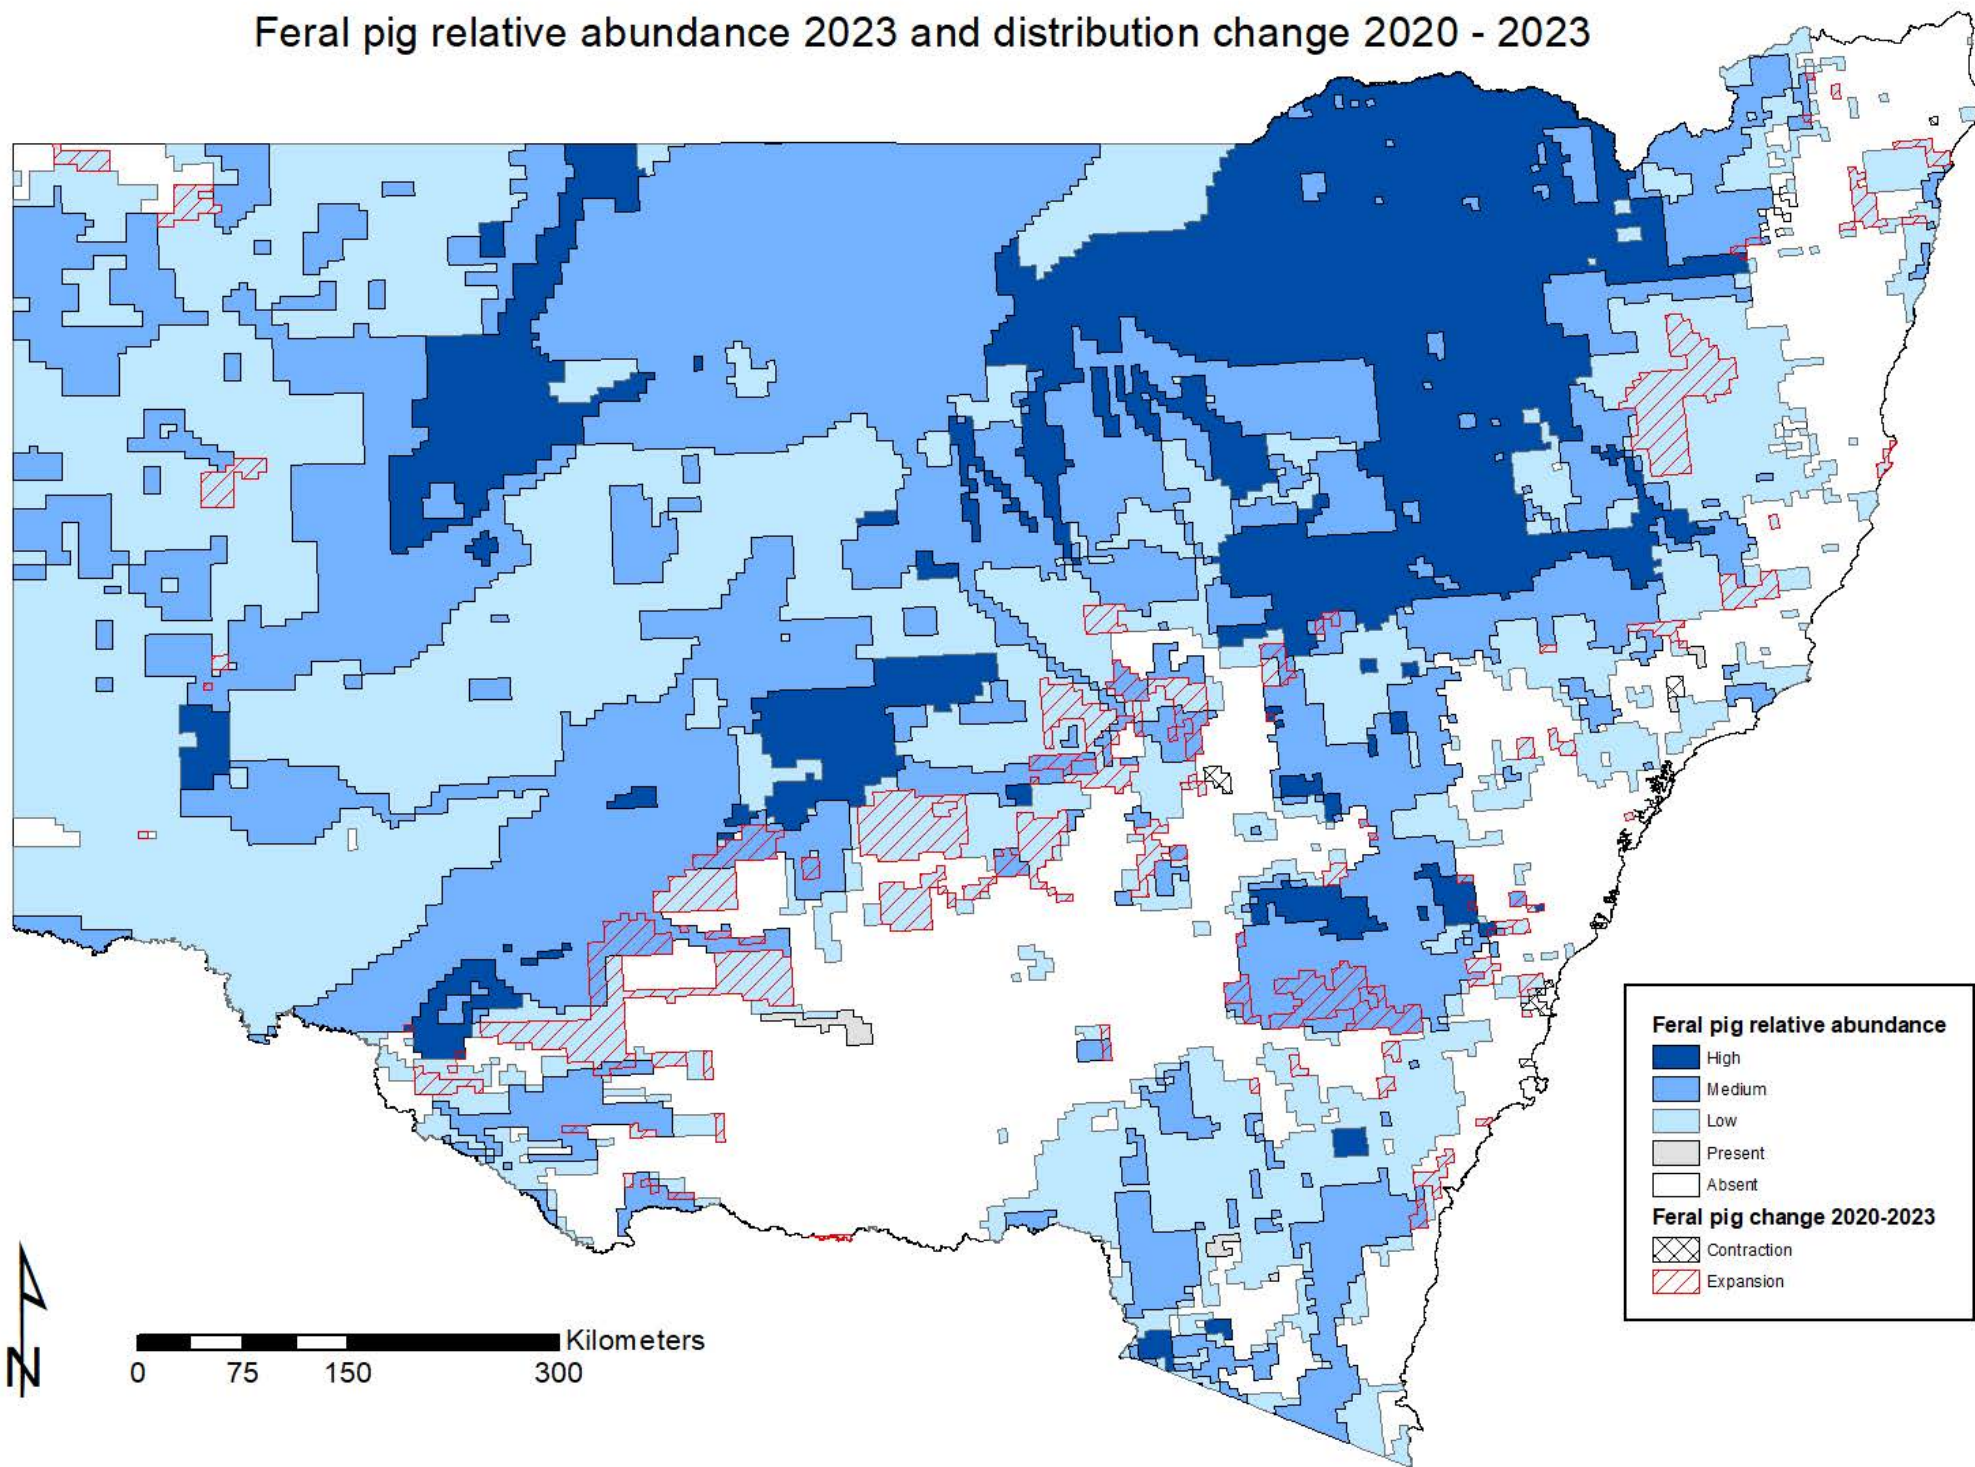 Feral pig relative abundance 2023 and distribution change 2020 - 2023
Feral pig relative abundance
High
Medium
Low
Present
Absent
Feral pig change 2020-2023
Contraction
Expansion
N
Kilometers
0 75 150 300